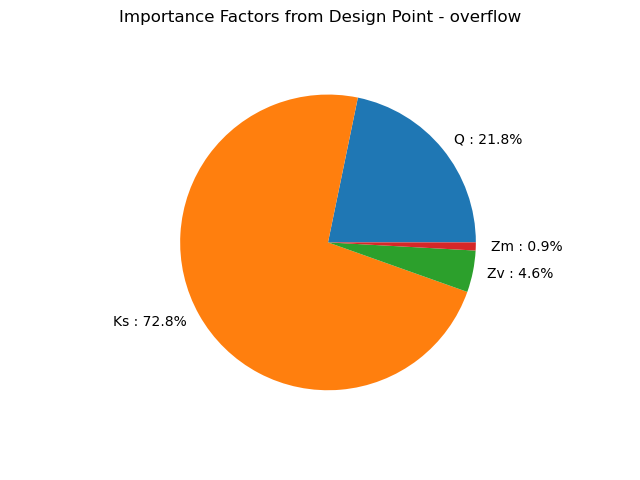 Importance Factors from Design Point - overflow
Q : 21.8%
Zm : 0.9%
Zv : 4.6%
Ks : 72.8%